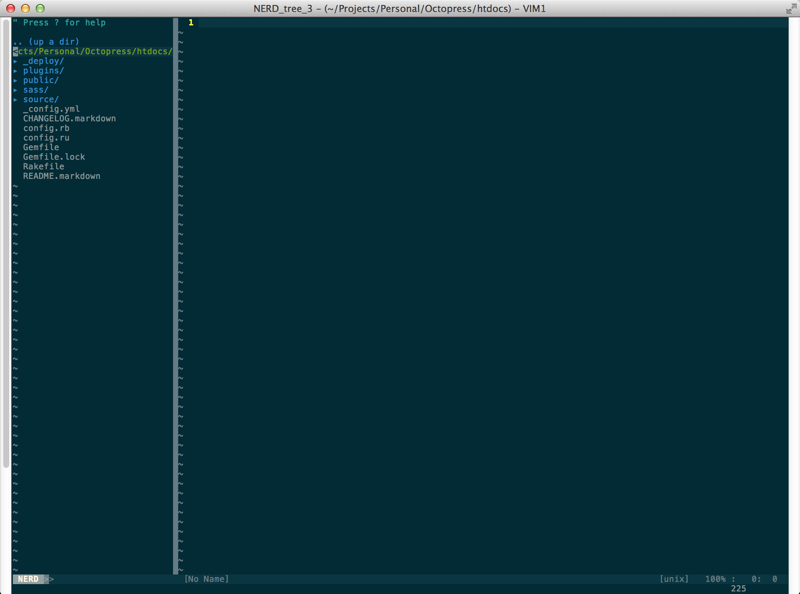 NERD_tree_3 – (~/Projects/Personal/Octopress/htdocs) – VIM1
" Press ? for help
.. (up a dir)
<cts/Personal/Octopress/htdocs/
▸ _deploy/
▸ plugins/
▸ public/
▸ sass/
▸ source/
_config.yml
CHANGELOG.markdown
config.rb
config.ru
Gemfile
Gemfile.lock
Rakefile
README.markdown
1
NERD >>
[No Name]
[unix] 100% : 0: 0
225